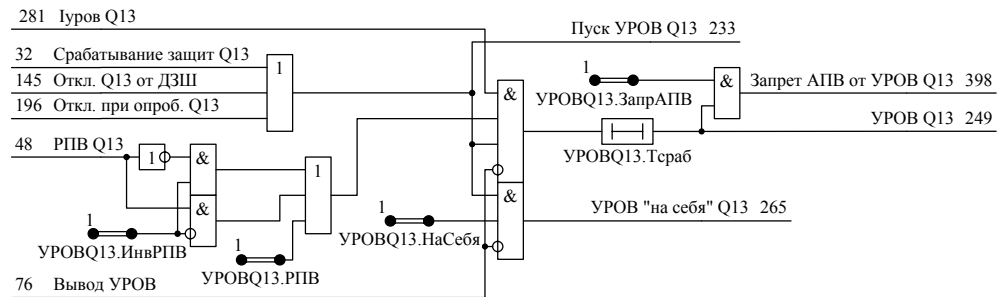 281 Iуров Q13
Пуск УРОВ Q13 233
32 Срабатывание защит Q13
1
1
145 Откл. Q13 от ДЗШ
&
Запрет АПВ от УРОВ Q13 398
196 Откл. при опроб. Q13
&
УРОВQ13.ЗапрАПВ
УРОВ Q13 249
48 РПВ Q13
1
&
1
УРОВQ13.Тсраб
&
&
1
УРОВ "на себя" Q13 265
1
УРОВQ13.НаСебя
УРОВQ13.ИнвРПВ
1
УРОВQ13.РПВ
76 Вывод УРОВ